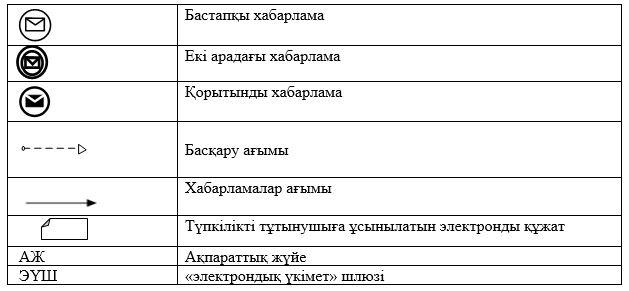 Бастапқы хабарлама
Екі арадағы хабарлама
Қорытынды хабарлама
Басқару ағымы
Хабарламалар ағымы
Түпкілікті тұтынушыға ұсынылатын электронды құжат
АЖ Ақпараттық жүйе
ЭҮШ «электрондық үкімет» шлюзі